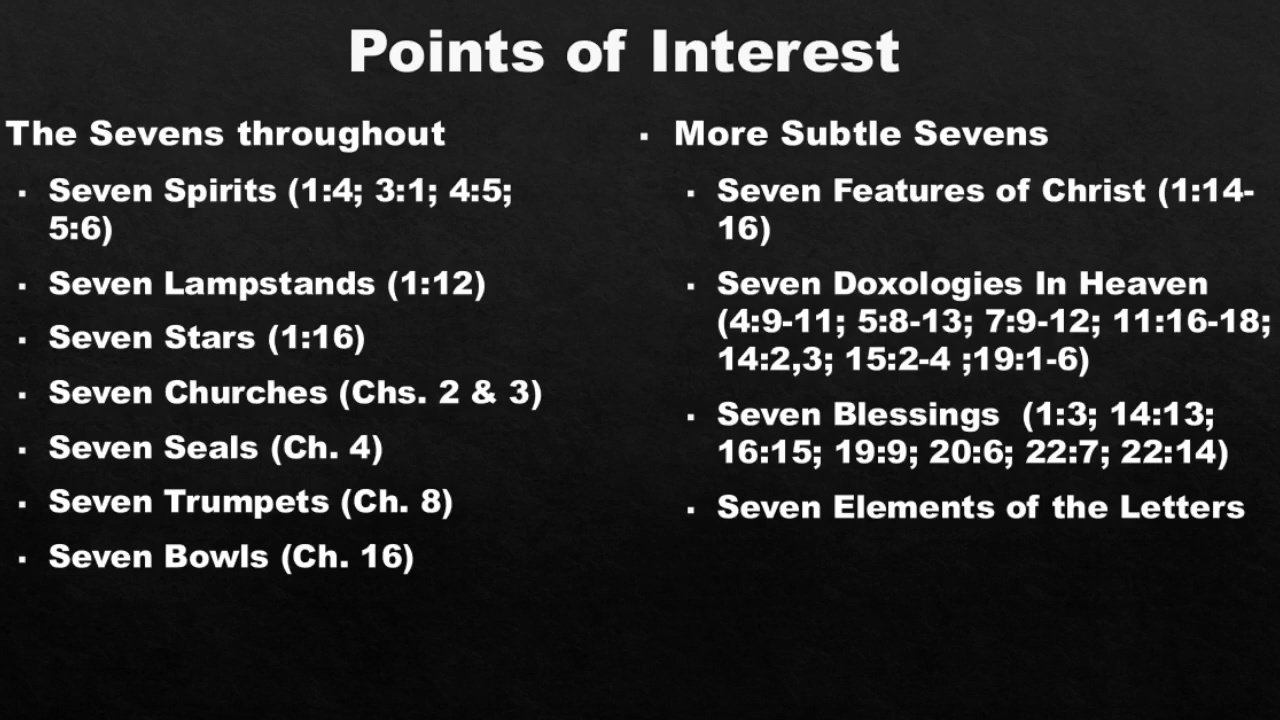 Points of Interest
The Sevens throughout
▪ Seven Spirits (1:4; 3:1; 4:5;
5:6)
▪ Seven Lampstands (1:12)
▪ Seven Stars (1:16)
▪ Seven Churches (Chs. 2 & 3)
▪ Seven Seals (Ch. 4)
▪ Seven Trumpets (Ch. 8)
▪ Seven Bowls (Ch. 16)
▪ More Subtle Sevens
▪ Seven Features of Christ (1:14-
16)
▪ Seven Doxologies In Heaven
(4:9-11; 5:8-13; 7:9-12; 11:16-18;
14:2,3; 15:2-4 ;19:1-6)
▪ Seven Blessings  (1:3; 14:13;
16:15; 19:9; 20:6; 22:7; 22:14)
▪ Seven Elements of the Letters